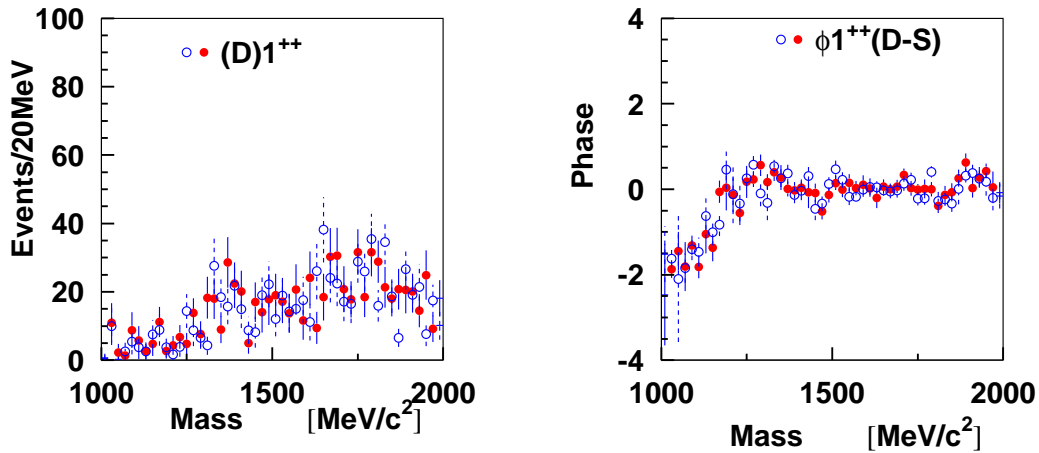 (D)1++
Events/20MeV
100
80
60
40
20
0
1000
1500
2000
Mass [MeV/c2]
ϕ1++(D-S)
Phase
4
2
0
-2
-4
1000
1500
2000
Mass [MeV/c2]